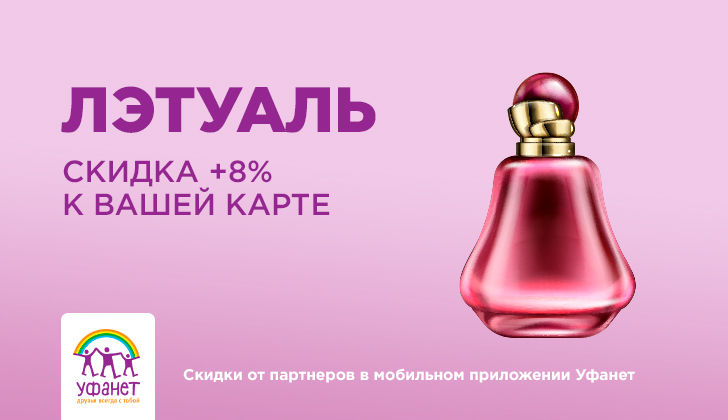 ЛЭТУАЛЬ
СКИДКА +8%
К ВАШЕЙ КАРТЕ
уфанет
друзья всегда с тобой
Скидки от партнеров в мобильном приложении Уфанет